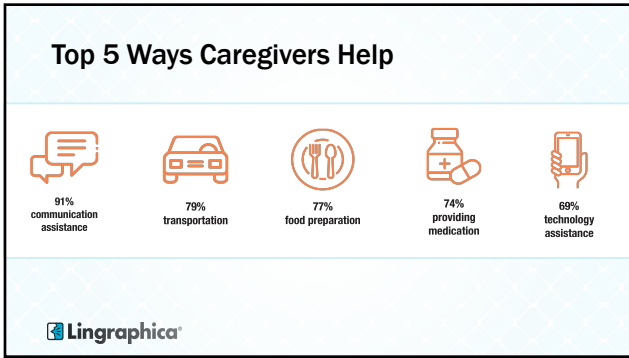 Top 5 Ways Caregivers Help
91%
communication
assistance
79%
transportation
77%
food preparation
74%
providing
medication
69%
technology
assistance
Lingraphica®